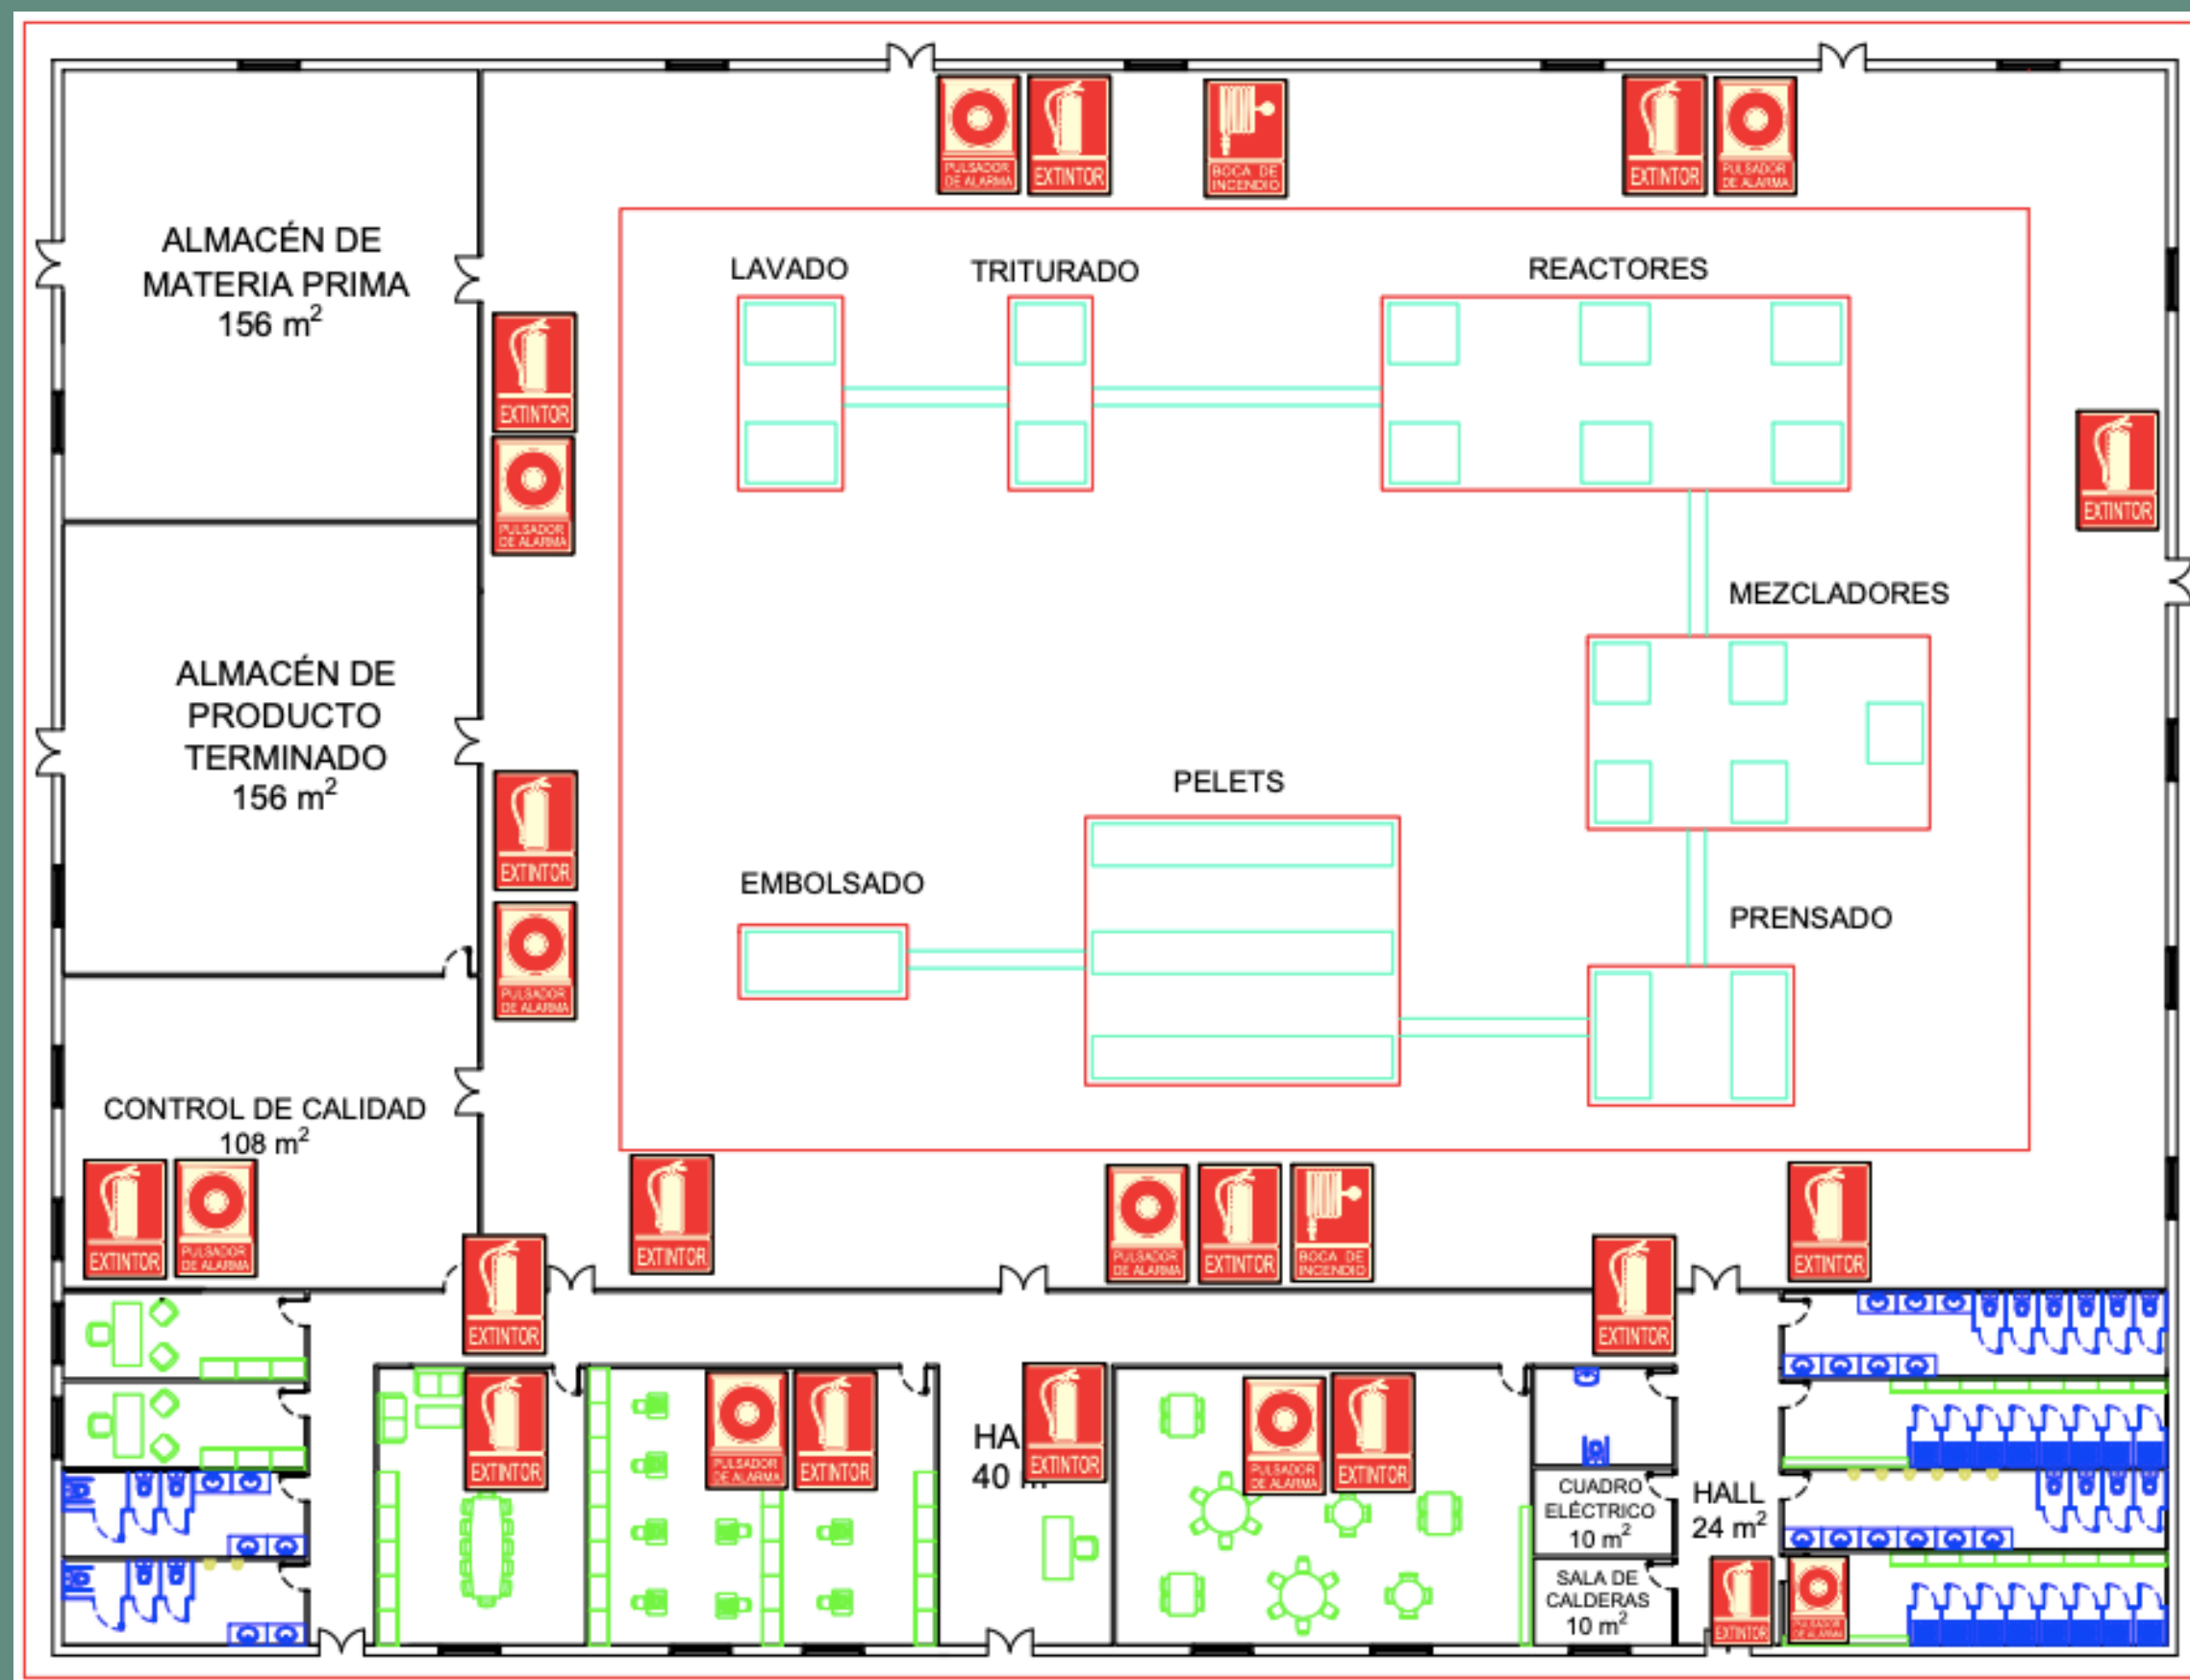 PULSADOR
DE ALARMA
EXTINTOR
BOCA DE
INCENDIO
EXTINTOR
PULSADOR
DE ALARMA
ALMACÉN DE
MATERIA PRIMA
156 m²
LAVADO
TRITURADO
REACTORES
EXTINTOR
PULSADOR
DE ALARMA
EXTINTOR
MEZCLADORES
ALMACÉN DE
PRODUCTO
TERMINADO
156 m²
PELETS
EXTINTOR
EMBOLSADO
PRENSADO
PULSADOR
DE ALARMA
CONTROL DE CALIDAD
108 m²
EXTINTOR
PULSADOR
DE ALARMA
EXTINTOR
PULSADOR
DE ALARMA
EXTINTOR
BOCA DE
INCENDIO
EXTINTOR
EXTINTOR
EXTINTOR
EXTINTOR
PULSADOR
DE ALARMA
EXTINTOR
HA
40
EXTINTOR
PULSADOR
DE ALARMA
EXTINTOR
CUADRO
ELÉCTRICO
10 m²
HALL
24 m²
SALA DE
CALDERAS
10 m²
EXTINTOR
PULSADOR
DE ALARMA